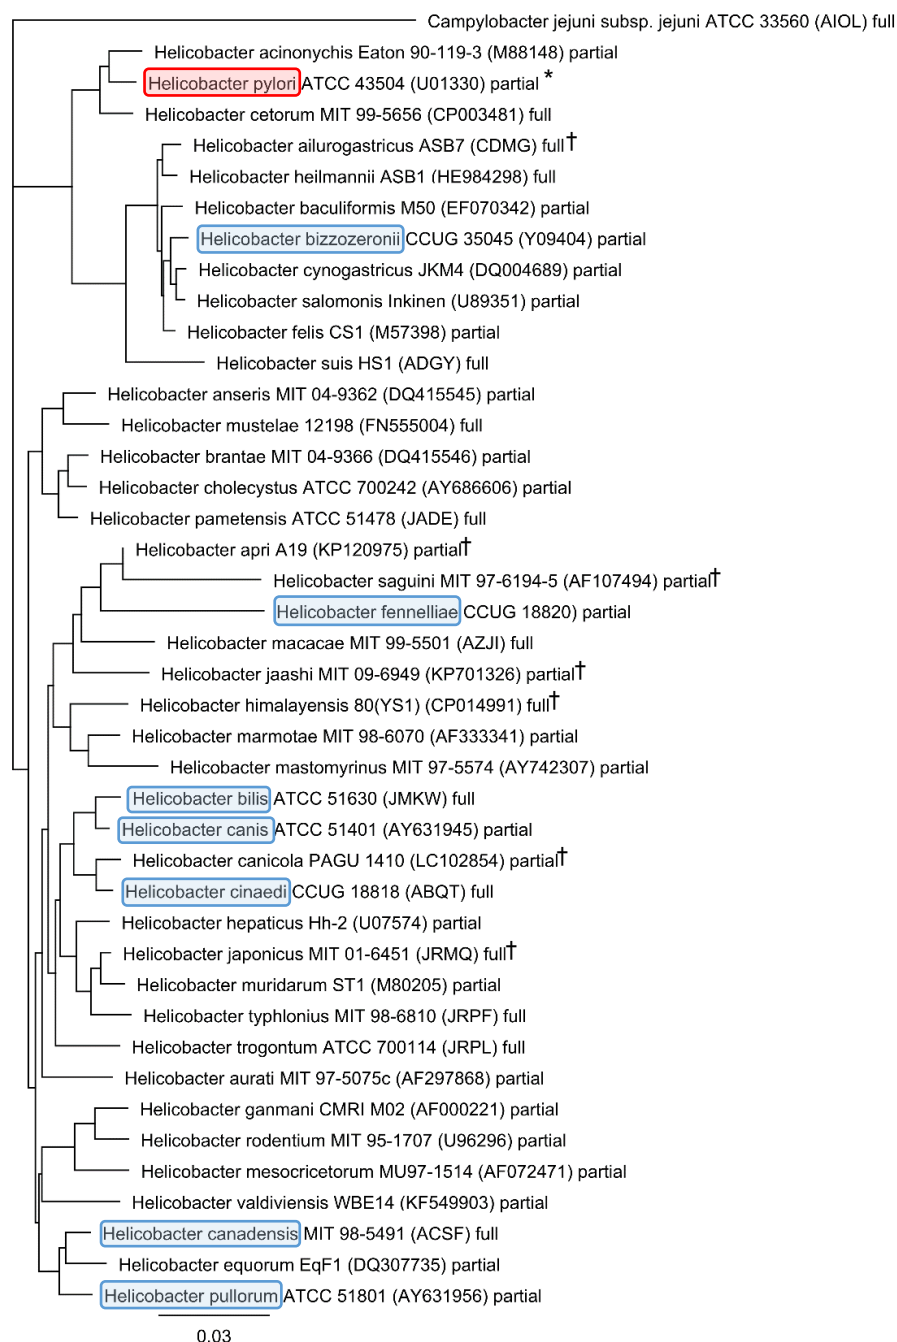 Campylobacter jejuni subsp. jejuni ATCC 33560 (AIOL) full
Helicobacter acinonychis Eaton 90-119-3 (M88148) partial
Helicobacter pylori ATCC 43504 (U01330) partial *
Helicobacter cetorum MIT 99-5656 (CP003481) full
Helicobacter ailurogastricus ASB7 (CDMG) full†
Helicobacter heilmannii ASB1 (HE984298) full
Helicobacter baculiformis M50 (EF070342) partial
Helicobacter bizzozeronii CCUG 35045 (Y09404) partial
Helicobacter cynogastricus JKM4 (DQ004689) partial
Helicobacter salomonis Inkinen (U89351) partial
Helicobacter felis CS1 (M57398) partial
Helicobacter suis HS1 (ADGY) full
Helicobacter anseris MIT 04-9362 (DQ415545) partial
Helicobacter mustelae 12198 (FN555004) full
Helicobacter brantae MIT 04-9366 (DQ415546) partial
Helicobacter cholecystus ATCC 700242 (AY686606) partial
Helicobacter pametensis ATCC 51478 (JADE) full
Helicobacter apri A19 (KP120975) partial†
Helicobacter saguini MIT 97-6194-5 (AF107494) partial†
Helicobacter fennelliae CCUG 18820) partial
Helicobacter macacae MIT 99-5501 (AZJI) full
Helicobacter jaashi MIT 09-6949 (KP701326) partial†
Helicobacter himalayensis 80(YS1) (CP014991) full†
Helicobacter marmotae MIT 98-6070 (AF333341) partial
Helicobacter mastomyrinus MIT 97-5574 (AY742307) partial
Helicobacter bilis ATCC 51630 (JMKW) full
Helicobacter canis ATCC 51401 (AY631945) partial
Helicobacter canicola PAGU 1410 (LC102854) partial†
Helicobacter cinaedi CCUG 18818 (ABQT) full
Helicobacter hepaticus Hh-2 (U07574) partial
Helicobacter japonicus MIT 01-6451 (JRMQ) full†
Helicobacter muridarum ST1 (M80205) partial
Helicobacter typhlonius MIT 98-6810 (JRPF) full
Helicobacter trogontum ATCC 700114 (JRPL) full
Helicobacter aurati MIT 97-5075c (AF297868) partial
Helicobacter ganmani CMRI M02 (AF000221) partial
Helicobacter rodentium MIT 95-1707 (U96296) partial
Helicobacter mesocricetorum MU97-1514 (AF072471) partial
Helicobacter valdiviensis WBE14 (KF549903) partial
Helicobacter canadensis MIT 98-5491 (ACSF) full
Helicobacter equorum EqF1 (DQ307735) partial
Helicobacter pullorum ATCC 51801 (AY631956) partial
0.03